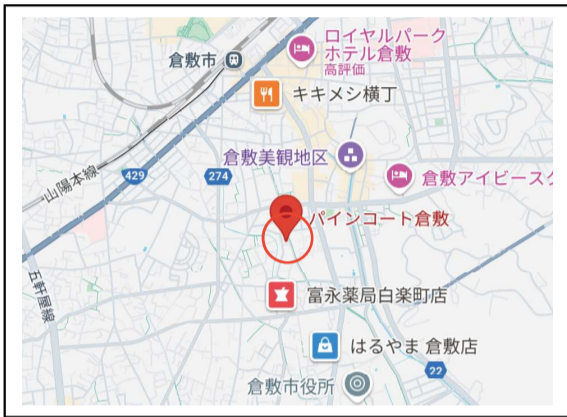 ロイヤルパーク
ホテル倉敷
高評価
倉敷市
キキメシ横丁
倉敷美観地区
山陽本線
429
274
倉敷アイビースク
パインコート倉敷
五軒屋線
富永薬局白楽町店
はるやま 倉敷店
22
倉敷市役所